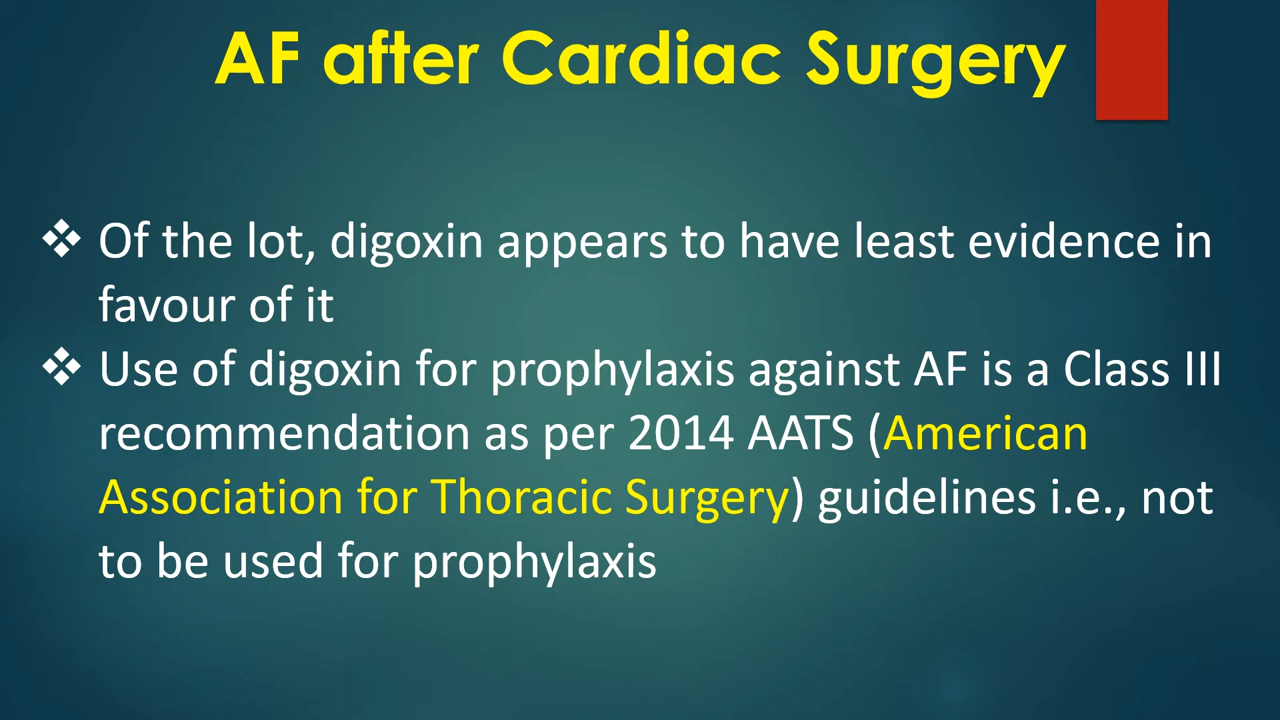 AF after Cardiac Surgery
❖ Of the lot, digoxin appears to have least evidence in
favour of it
❖ Use of digoxin for prophylaxis against AF is a Class III
recommendation as per 2014 AATS (American
Association for Thoracic Surgery) guidelines i.e., not
to be used for prophylaxis